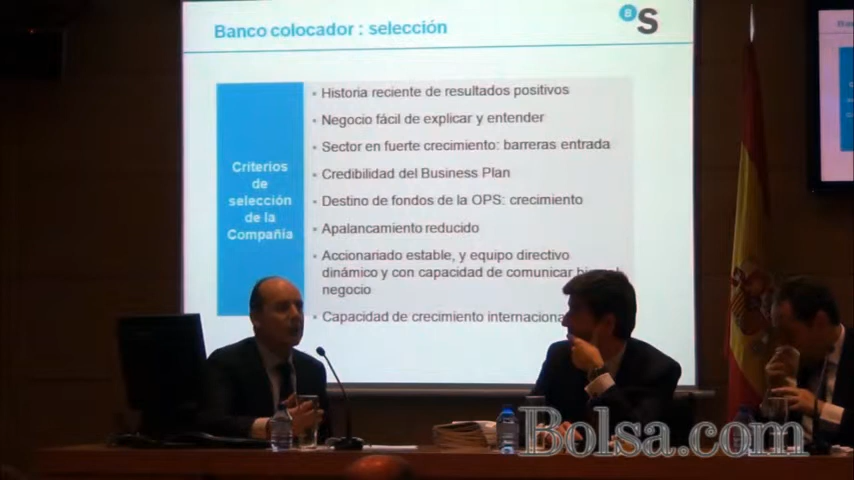 Banco colocador : selección
B S
Criterios
de
selección
de la
Compañía
• Historia reciente de resultados positivos
• Negocio fácil de explicar y entender
• Sector en fuerte crecimiento: barreras entrada
• Credibilidad del Business Plan
• Destino de fondos de la OPS: crecimiento
• Apalancamiento reducido
• Accionariado estable, y equipo directivo
dinámico y con capacidad de comunicar
negocio
• Capacidad de crecimiento
Bolsa.com